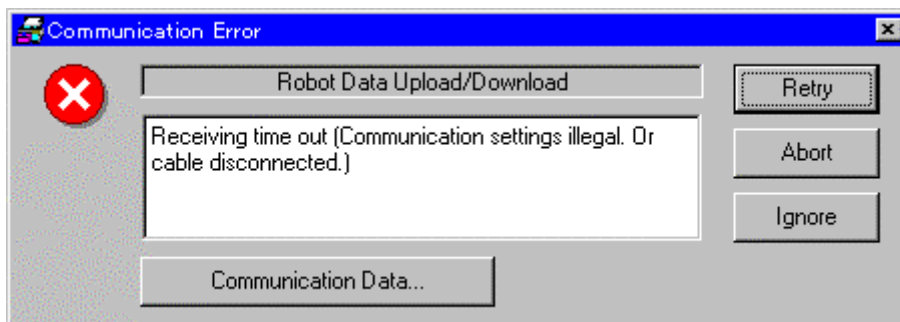 Communication Error
Robot Data Upload/Download
Retry
Receiving time out (Communication settings illegal. Or
cable disconnected.)
Abort
Ignore
Communication Data...